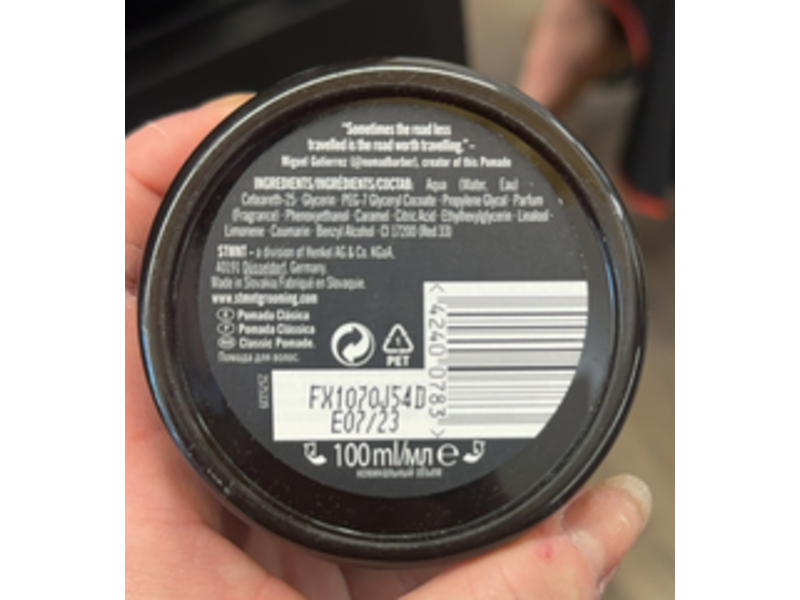 "Sometimes the road less
travelled is the road worth travelling." –
Miguel Gutierrez (@nomadbarber), creator of this Pomade
INGREDIENTS/INGRÉDIENTS/СОСТАВ: Aqua (Water, Eau) ·
Ceteareth-25 · Glycerin · PEG-7 Glyceryl Cocoate · Propylene Glycol · Parfum
(Fragrance) · Phenoxyethanol · Caramel · Citric Acid · Ethylhexylglycerin · Linalool ·
Limonene · Coumarin · Benzyl Alcohol · CI 17200 (Red 33)
STMNT – a division of Henkel AG & Co. KGaA,
40191 Düsseldorf, Germany.
Made in Slovakia/Fabriqué en Slovaquie.
www.stmntgrooming.com
E Pomada Clásica
P Pomada Clássica
Classic Pomade.
Помада для волос.
PET
< 4240 0783 >
FX1070J54D
E07/23
100 ml/мл e
номинальный объем